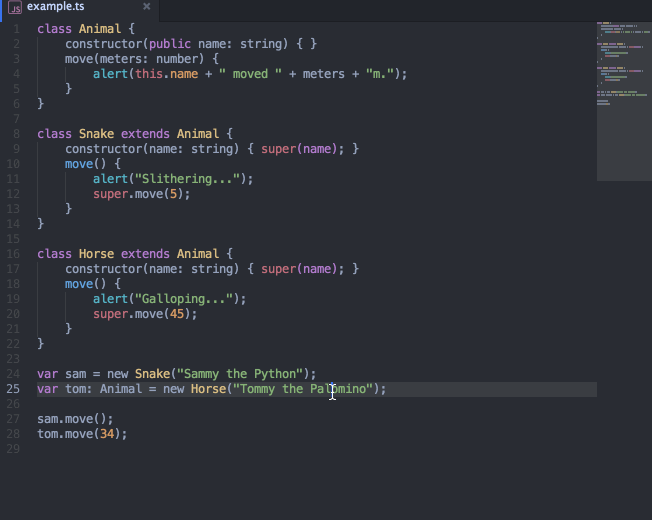 example.ts
1 class Animal {
2 constructor(public name: string) { }
3 move(meters: number) {
4 alert(this.name + " moved " + meters + "m.");
5 }
6 }
7
8 class Snake extends Animal {
9 constructor(name: string) { super(name); }
10 move() {
11 alert("Slithering...");
12 super.move(5);
13 }
14 }
15
16 class Horse extends Animal {
17 constructor(name: string) { super(name); }
18 move() {
19 alert("Galloping...");
20 super.move(45);
21 }
22 }
23
24 var sam = new Snake("Sammy the Python");
25 var tom: Animal = new Horse("Tommy the Palomino");
26
27 sam.move();
28 tom.move(34);
29